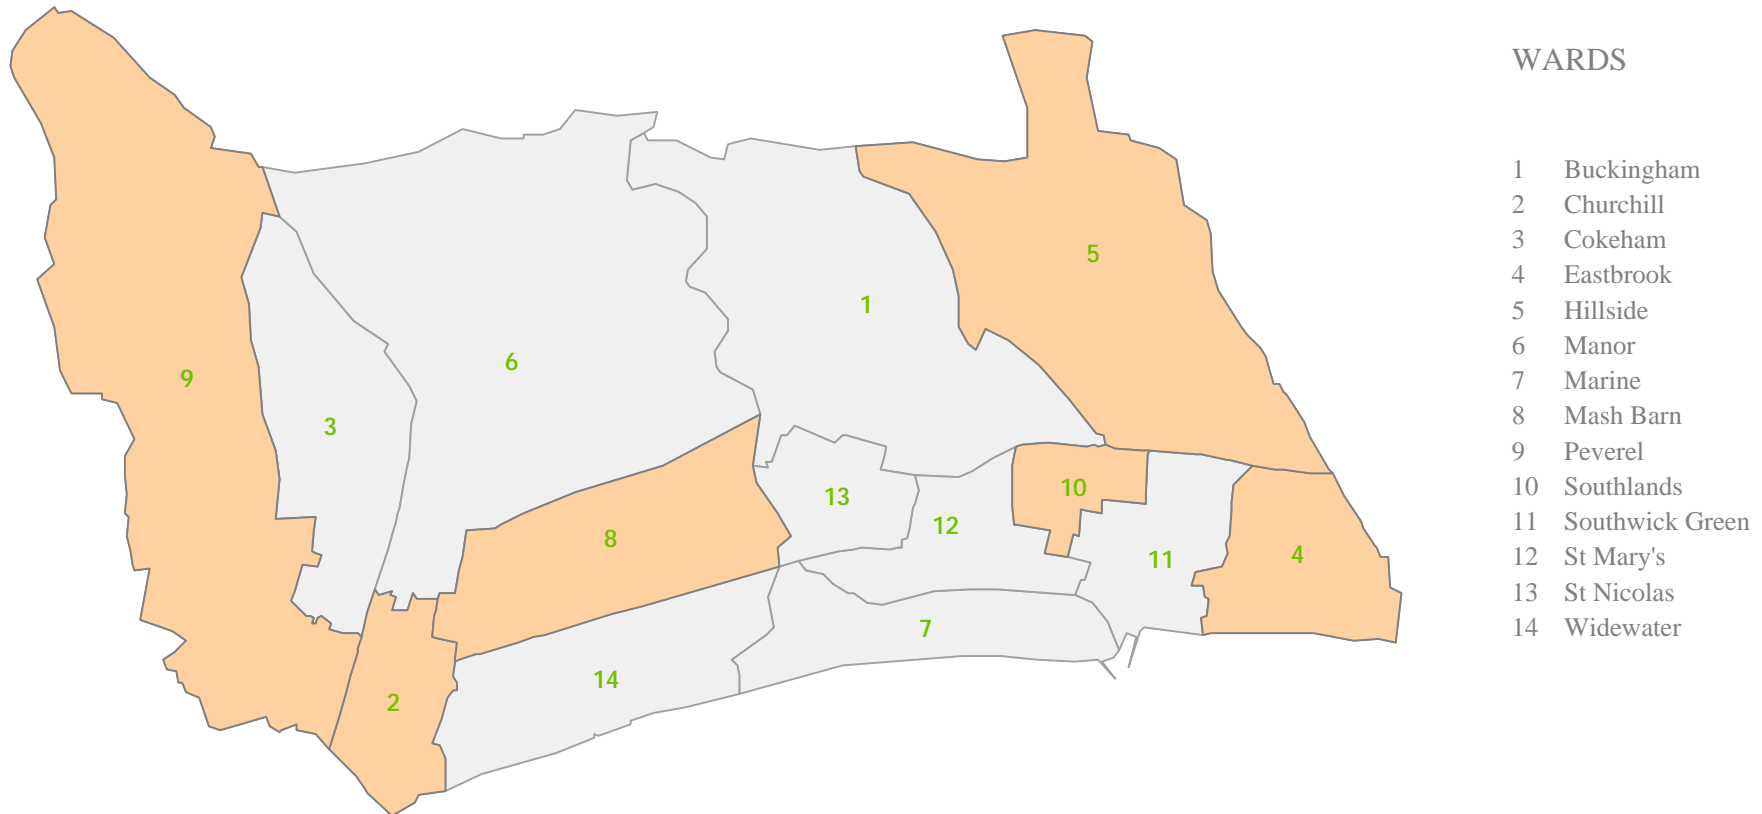 WARDS
1 Buckingham
2 Churchill
3 Cokeham
4 Eastbrook
5 Hillside
6 Manor
7 Marine
8 Mash Barn
9 Peverel
10 Southlands
11 Southwick Green
12 St Mary's
13 St Nicolas
14 Widewater
5
1
6
9
3
10
13
12
8
11
4
7
14
2